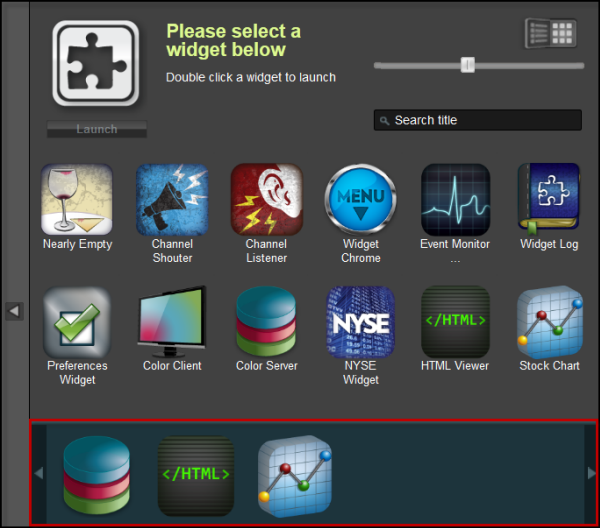 Please select a
widget below
Double click a widget to launch
Launch
Search title
MENU
NearlyEmpty
Channel
Shouter
Channel
Listener
Widget
Chrome
Event Monitor
...
Widget Log
NYSE
</HTML>
Preferences
Widget
Color Client
Color Server
NYSE
Widget
HTML Viewer
Stock Chart
</HTML>